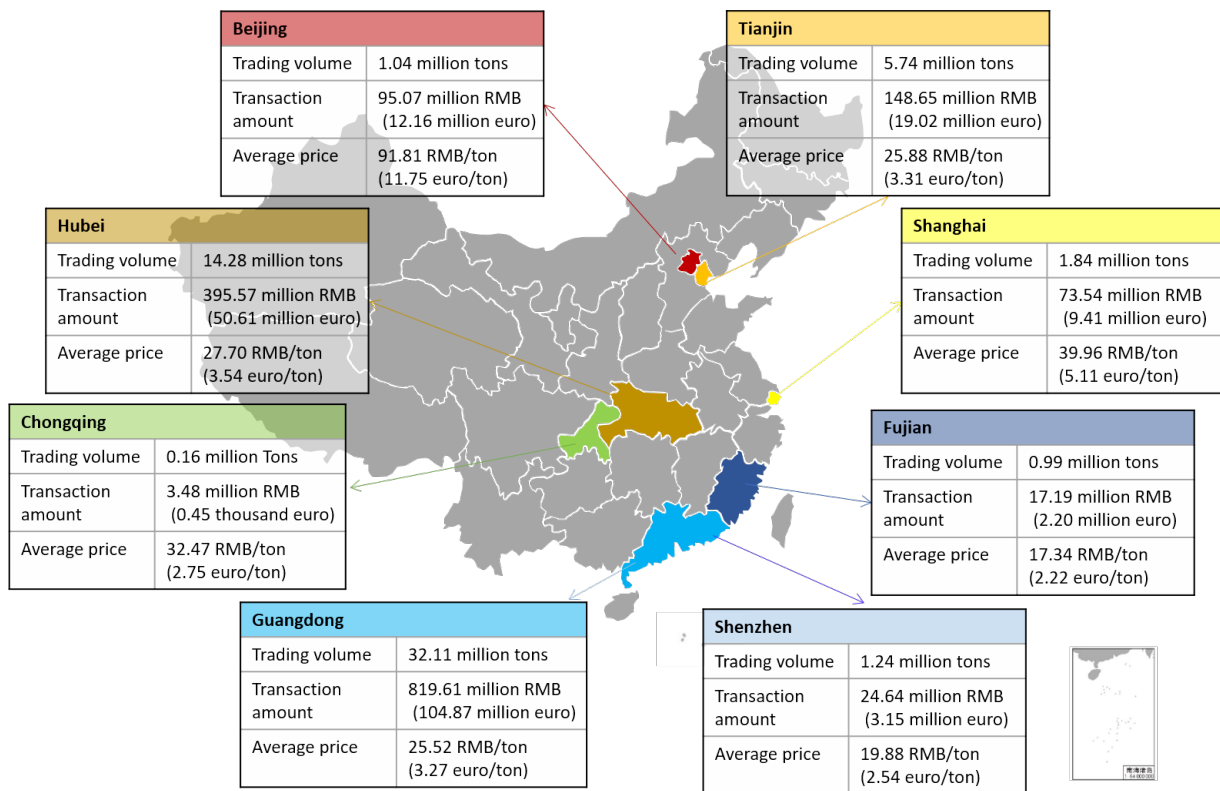 Beijing
Trading volume 1.04 million tons
Transaction amount 95.07 million RMB
(12.16 million euro)
Average price 91.81 RMB/ton
(11.75 euro/ton)
Tianjin
Trading volume 5.74 million tons
Transaction amount 148.65 million RMB
(19.02 million euro)
Average price 25.88 RMB/ton
(3.31 euro/ton)
Hubei
Trading volume 14.28 million tons
Transaction amount 395.57 million RMB
(50.61 million euro)
Average price 27.70 RMB/ton
(3.54 euro/ton)
Shanghai
Trading volume 1.84 million tons
Transaction amount 73.54 million RMB
(9.41 million euro)
Average price 39.96 RMB/ton
(5.11 euro/ton)
Chongqing
Trading volume 0.16 million Tons
Transaction amount 3.48 million RMB
(0.45 thousand euro)
Average price 32.47 RMB/ton
(2.75 euro/ton)
Fujian
Trading volume 0.99 million tons
Transaction amount 17.19 million RMB
(2.20 million euro)
Average price 17.34 RMB/ton
(2.22 euro/ton)
Guangdong
Trading volume 32.11 million tons
Transaction amount 819.61 million RMB
(104.87 million euro)
Average price 25.52 RMB/ton
(3.27 euro/ton)
Shenzhen
Trading volume 1.24 million tons
Transaction amount 24.64 million RMB
(3.15 million euro)
Average price 19.88 RMB/ton
(2.54 euro/ton)